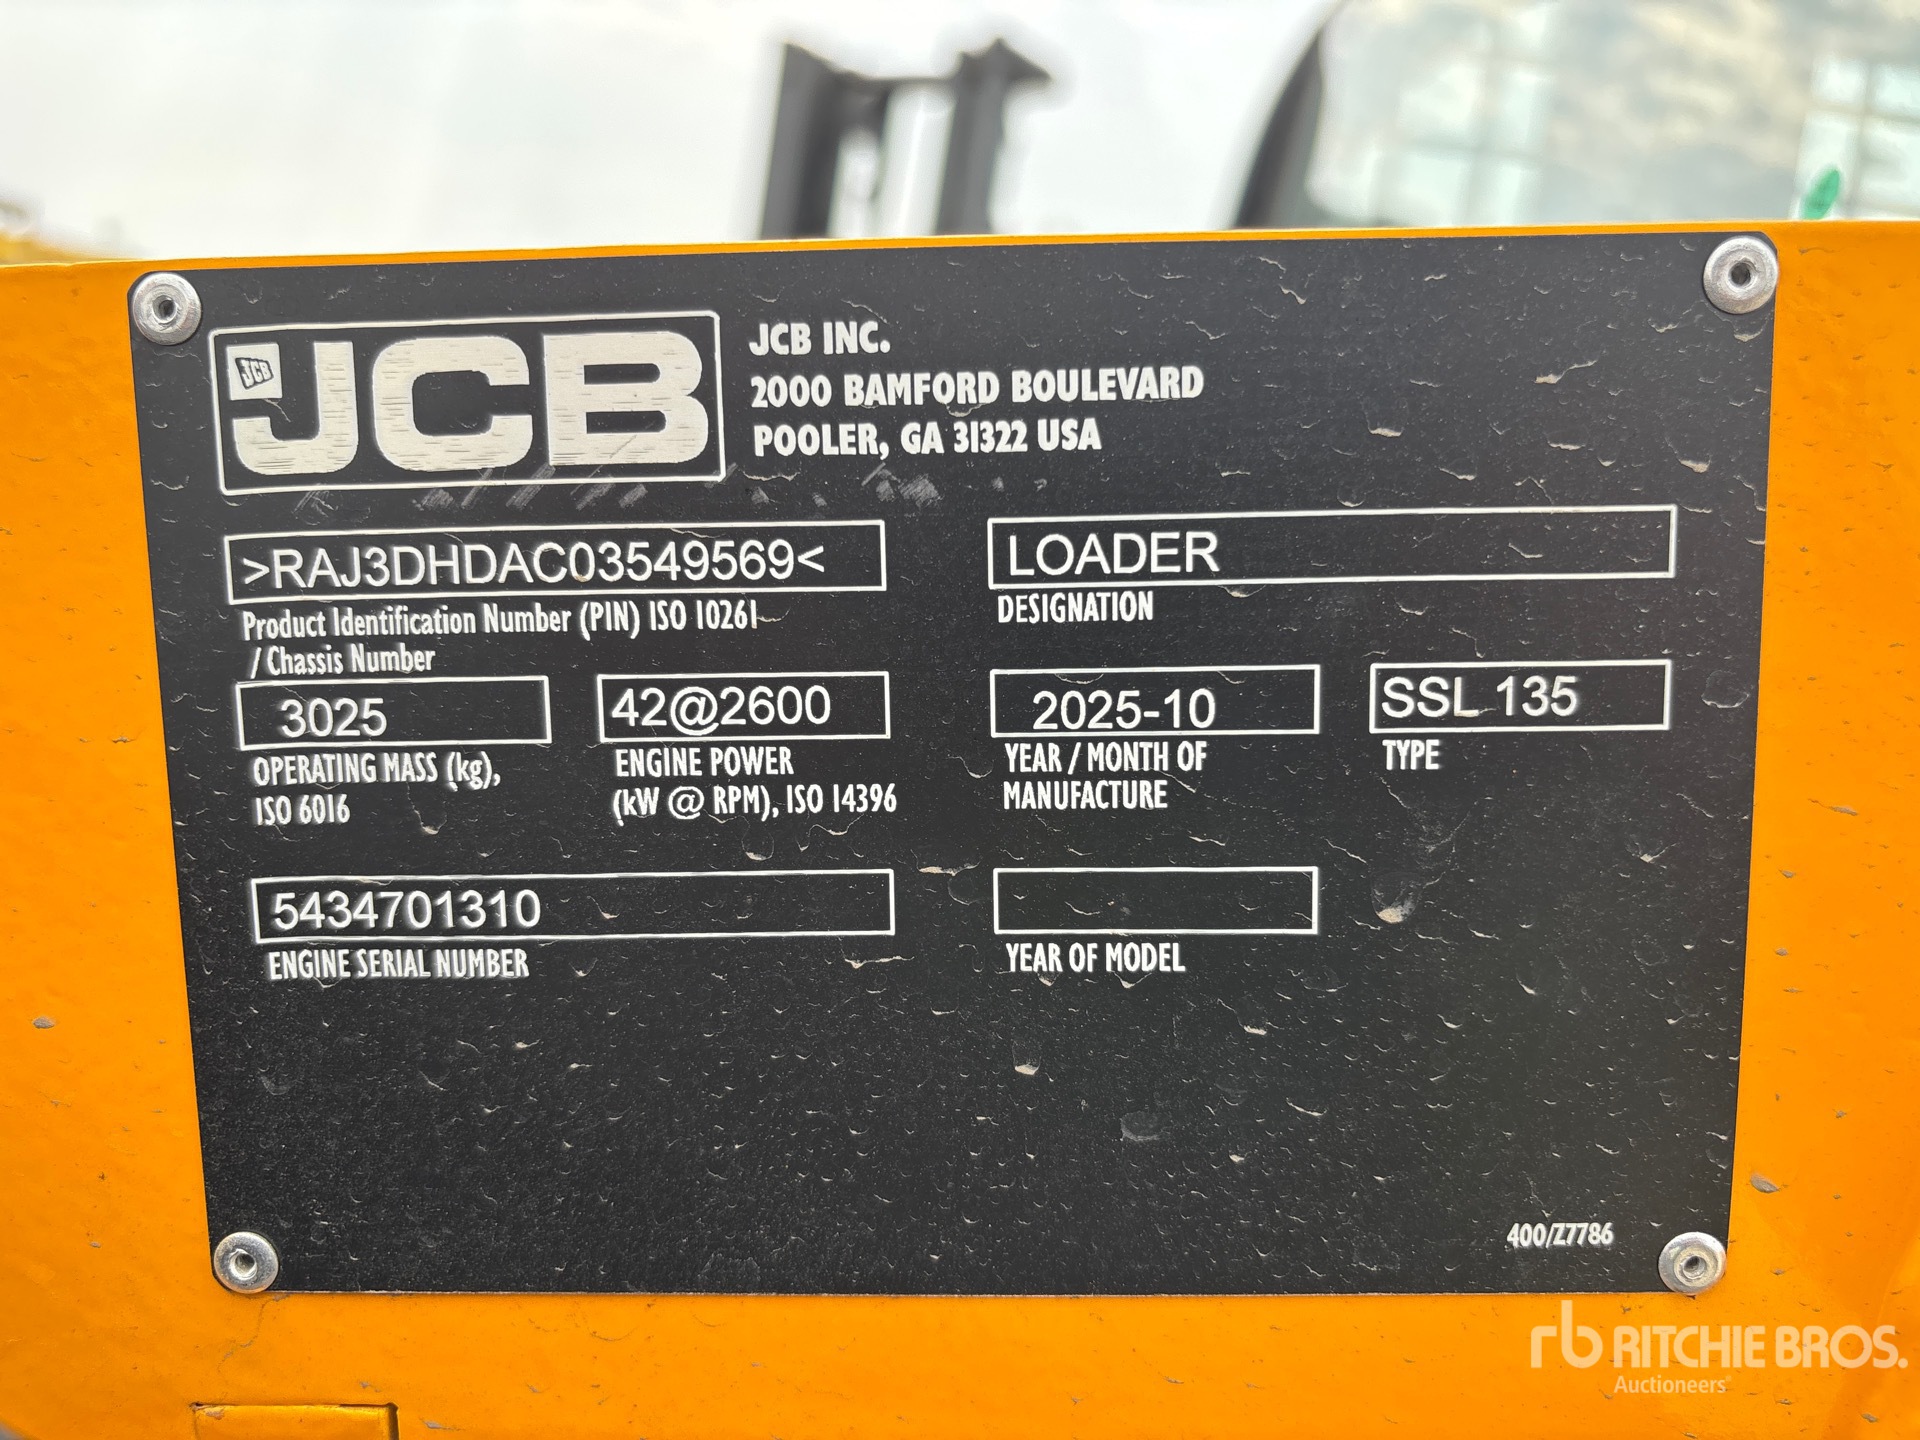 JCB JCB
JCB INC.
2000 BAMFORD BOULEVARD
POOLER, GA 31322 USA
>RAJ3DHDAC03549569<
Product Identification Number (PIN) ISO 10261
/ Chassis Number
LOADER
DESIGNATION
3025
OPERATING MASS (kg),
ISO 6016
42@2600
ENGINE POWER
(kW @ RPM), ISO 14396
2025-10
YEAR / MONTH OF
MANUFACTURE
SSL 135
TYPE
5434701310
ENGINE SERIAL NUMBER
YEAR OF MODEL
400/Z7786
rb RITCHIE BROS.
Auctioneers